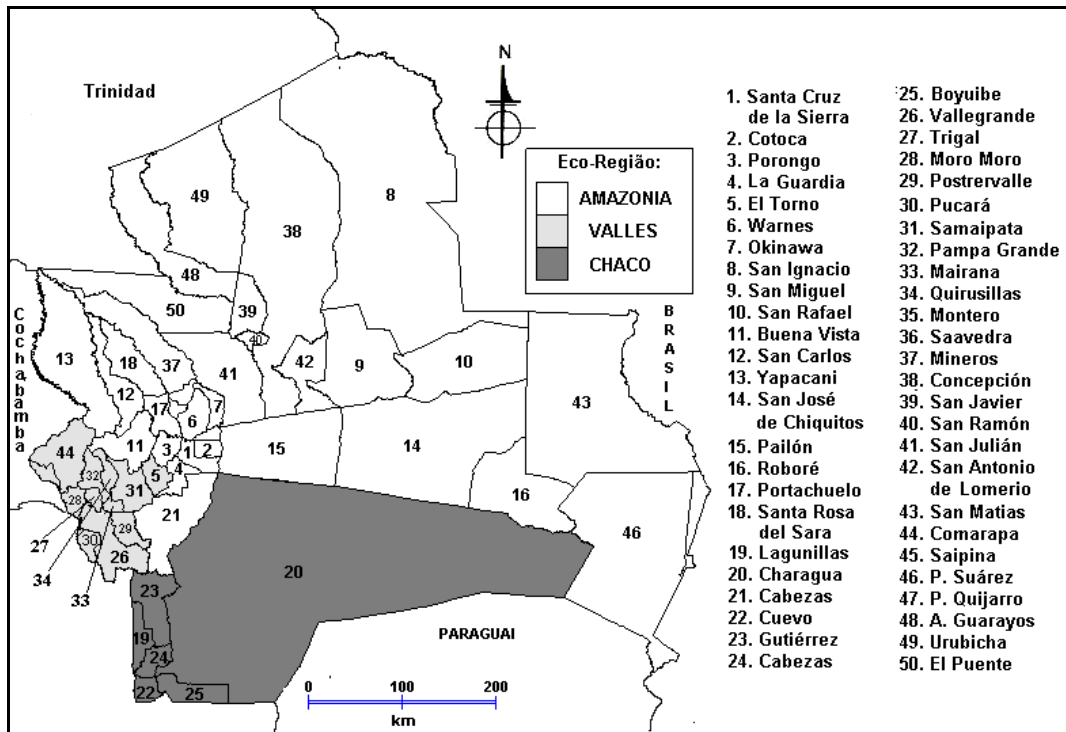 Trinidad
N
Eco-Região:
AMAZONIA
VALLES
CHACO
Cochabamba
BRASIL
PARAGUAI
49
38
8
48
50
39
40
13
18
37
41
42
9
10
12
17
7
6
43
44
11
3
1
2
15
14
32
5
4
31
16
28
21
46
29
27
30
26
34
33
23
20
19
24
22
25
0
100
200
km
1. Santa Cruz
de la Sierra
2. Cotoca
3. Porongo
4. La Guardia
5. El Torno
6. Warnes
7. Okinawa
8. San Ignacio
9. San Miguel
10. San Rafael
11. Buena Vista
12. San Carlos
13. Yapacani
14. San José
de Chiquitos
15. Pailón
16. Roboré
17. Portachuelo
18. Santa Rosa
del Sara
19. Lagunillas
20. Charagua
21. Cabezas
22. Cuevo
23. Gutiérrez
24. Cabezas
25. Boyuibe
26. Vallegrande
27. Trigal
28. Moro Moro
29. Postrervalle
30. Pucará
31. Samaipata
32. Pampa Grande
33. Mairana
34. Quirusillas
35. Montero
36. Saavedra
37. Mineros
38. Concepción
39. San Javier
40. San Ramón
41. San Julián
42. San Antonio
de Lomerio
43. San Matias
44. Comarapa
45. Saipina
46. P. Suárez
47. P. Quijarro
48. A. Guarayos
49. Urubicha
50. El Puente